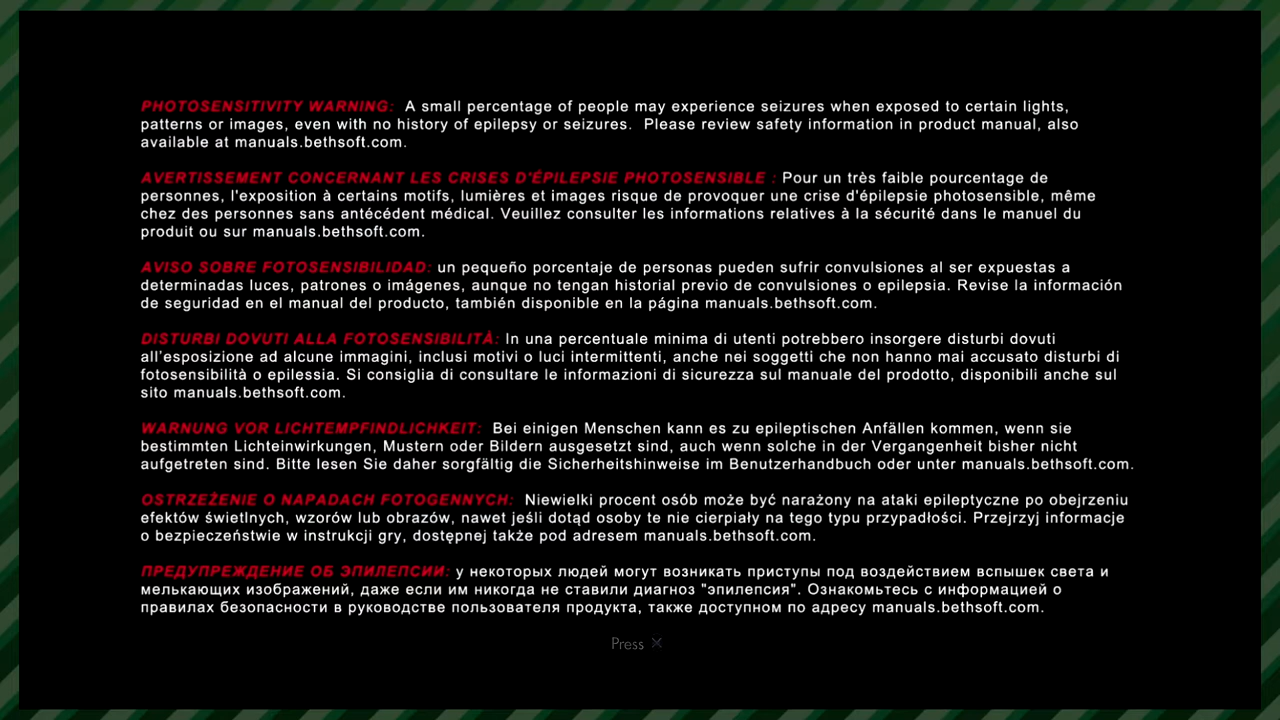 PHOTOSENSITIVITY WARNING: A small percentage of people may experience seizures when exposed to certain lights,
patterns or images, even with no history of epilepsy or seizures. Please review safety information in product manual, also
available at manuals.bethsoft.com.
AVERTISSEMENT CONCERNANT LES CRISES D'ÉPILEPSIE PHOTOSENSIBLE : Pour un très faible pourcentage de
personnes, l'exposition à certains motifs, lumières et images risque de provoquer une crise d'épilepsie photosensible, même
chez des personnes sans antécédent médical. Veuillez consulter les informations relatives à la sécurité dans le manuel du
produit ou sur manuals.bethsoft.com.
AVISO SOBRE FOTOSENSIBILIDAD: un pequeño porcentaje de personas pueden sufrir convulsiones al ser expuestas a
determinadas luces, patrones o imágenes, aunque no tengan historial previo de convulsiones o epilepsia. Revise la información
de seguridad en el manual del producto, también disponible en la página manuals.bethsoft.com.
DISTURBI DOVUTI ALLA FOTOSENSIBILITÀ: In una percentuale minima di utenti potrebbero insorgere disturbi dovuti
all'esposizione ad alcune immagini, inclusi motivi o luci intermittenti, anche nei soggetti che non hanno mai accusato disturbi di
fotosensibilità o epilessia. Si consiglia di consultare le informazioni di sicurezza sul manuale del prodotto, disponibili anche sul
sito manuals.bethsoft.com.
WARNUNG VOR LICHTEMPFINDLICHKEIT: Bei einigen Menschen kann es zu epileptischen Anfällen kommen, wenn sie
bestimmten Lichteinwirkungen, Mustern oder Bildern ausgesetzt sind, auch wenn solche in der Vergangenheit bisher nicht
aufgetreten sind. Bitte lesen Sie daher sorgfältig die Sicherheitshinweise im Benutzerhandbuch oder unter manuals.bethsoft.com.
OSTRZEŻENIE O NAPADACH FOTOGENNYCH: Niewielki procent osób może być narażony na ataki epileptyczne po obejrzeniu
efektów świetlnych, wzorów lub obrazów, nawet jeśli dotąd osoby te nie cierpiały na tego typu przypadłości. Przejrzyj informacje
o bezpieczeństwie w instrukcji gry, dostępnej także pod adresem manuals.bethsoft.com.
ПРЕДУПРЕЖДЕНИЕ ОБ ЭПИЛЕПСИИ: у некоторых людей могут возникать приступы под воздействием вспышек света и
мелькающих изображений, даже если им никогда не ставили диагноз "эпилепсия". Ознакомьтесь с информацией о
правилах безопасности в руководстве пользователя продукта, также доступном по адресу manuals.bethsoft.com.
Press